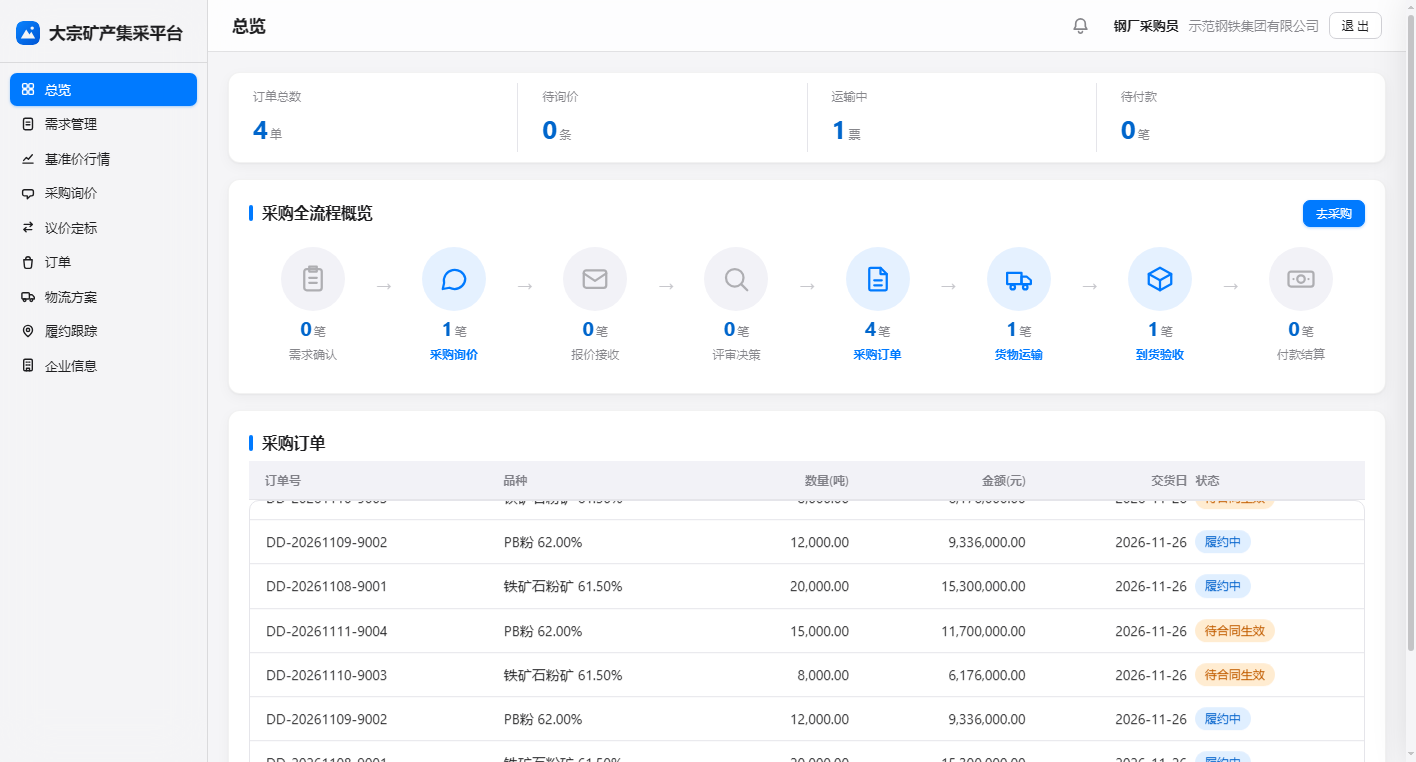 大宗矿产集采平台
总览
需求管理
基准价行情
采购询价
议价定标
订单
物流方案
履约跟踪
企业信息
总览
钢厂采购员 示范钢铁集团有限公司 退 出
订单总数 待询价 运输中 待付款
4单 0条 1票 0笔
采购全流程概览 去采购
→ → → → → → →
0笔 1笔 0笔 0笔 4笔 1笔 1笔 0笔
需求确认 采购询价 报价接收 评审决策 采购订单 货物运输 到货验收 付款结算
采购订单
订单号 品种 数量(吨) 金额(元) 交货日 状态
DD-20261109-9002 PB粉 62.00% 12,000.00 9,336,000.00 2026-11-26 履约中
DD-20261108-9001 铁矿石粉矿 61.50% 20,000.00 15,300,000.00 2026-11-26 履约中
DD-20261111-9004 PB粉 62.00% 15,000.00 11,700,000.00 2026-11-26 待合同生效
DD-20261110-9003 铁矿石粉矿 61.50% 8,000.00 6,176,000.00 2026-11-26 待合同生效
DD-20261109-9002 PB粉 62.00% 12,000.00 9,336,000.00 2026-11-26 履约中